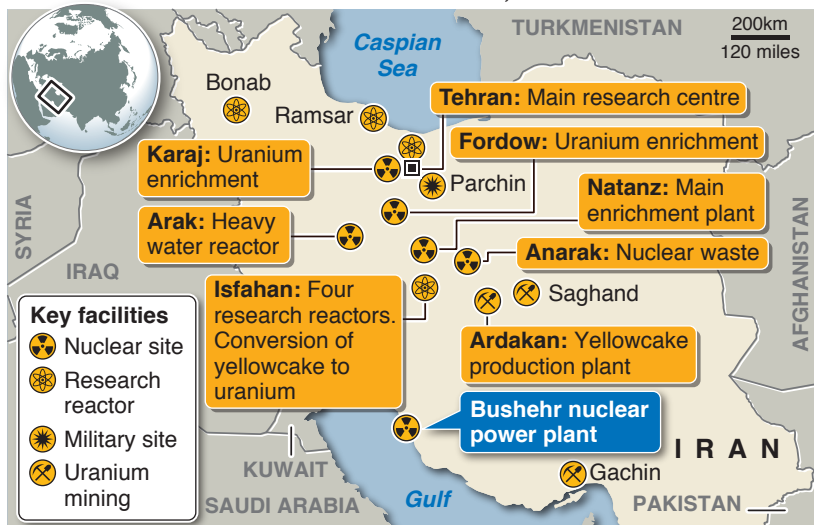 TURKMENISTAN
200km
120 miles
Caspian
Sea
Bonab
Ramsar
Tehran: Main research centre
Fordow: Uranium enrichment
Karaj: Uranium
enrichment
Parchin
Natanz: Main
enrichment plant
SYRIA
Arak: Heavy
water reactor
Anarak: Nuclear waste
AFGHANISTAN
IRAQ
Isfahan: Four
research reactors.
Conversion of
yellowcake to
uranium
Saghand
Ardakan: Yellowcake
production plant
Key facilities
Nuclear site
Research
reactor
Military site
Uranium
mining
Bushehr nuclear
power plant
IRAN
KUWAIT
Gachin
SAUDI ARABIA
Gulf
PAKISTAN